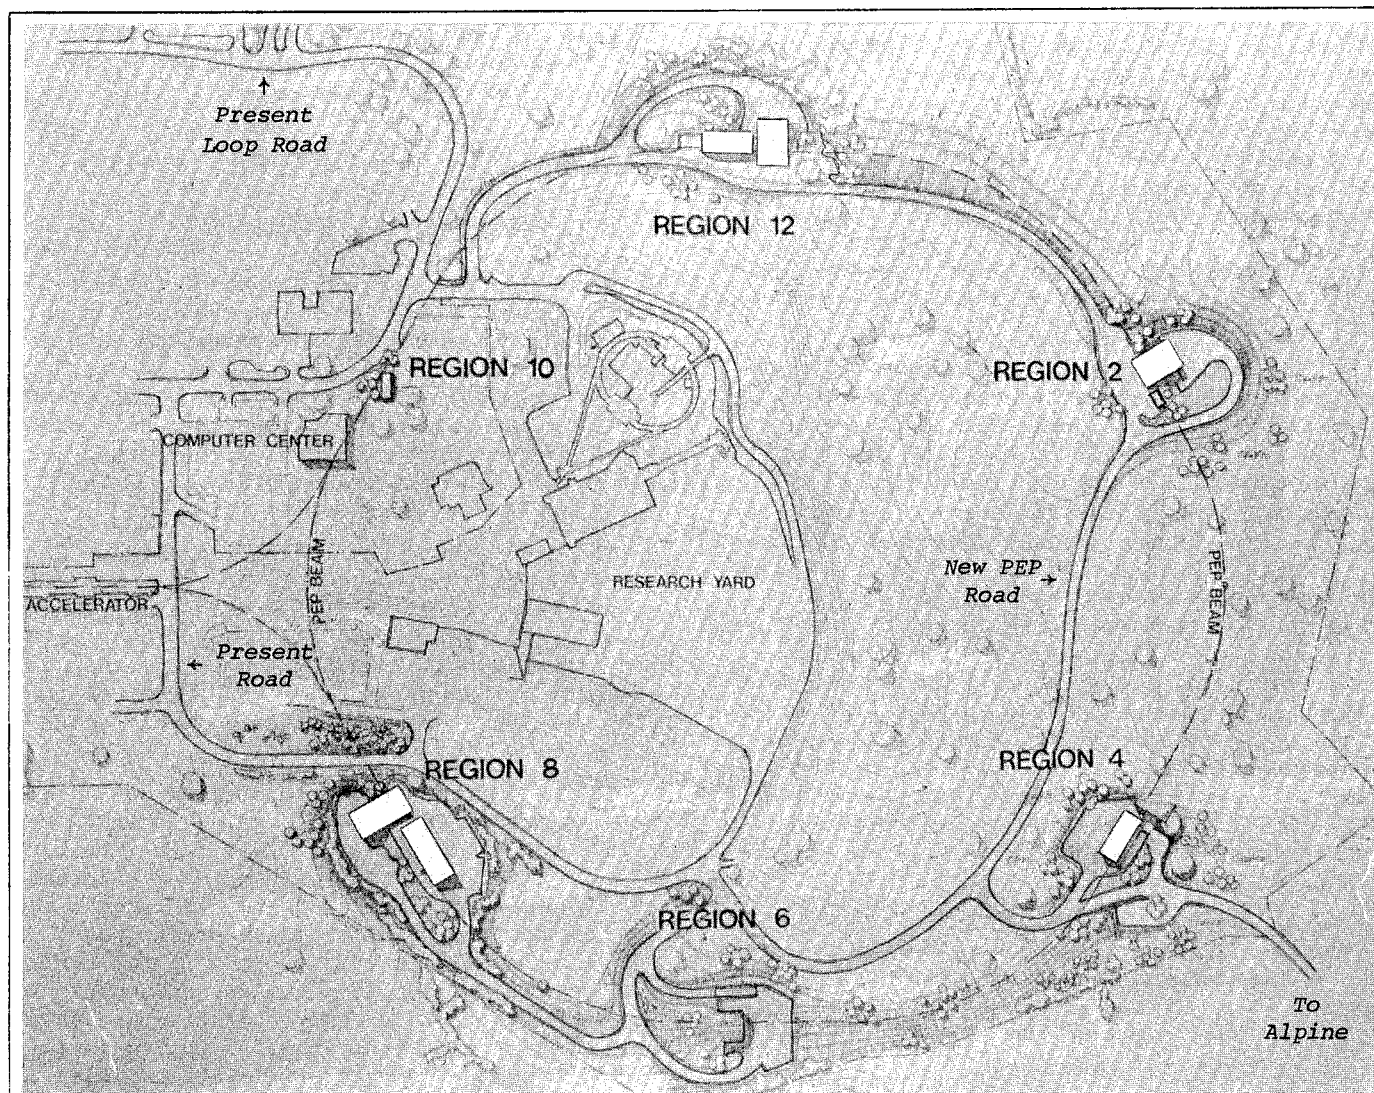 Present
Loop Road
REGION 12
REGION 10
REGION 2
COMPUTER CENTER
PEP BEAM
New PEP
Road
RESEARCH YARD
PEP BEAM
ACCELERATOR
Present
Road
REGION 8
REGION 4
REGION 6
To
Alpine